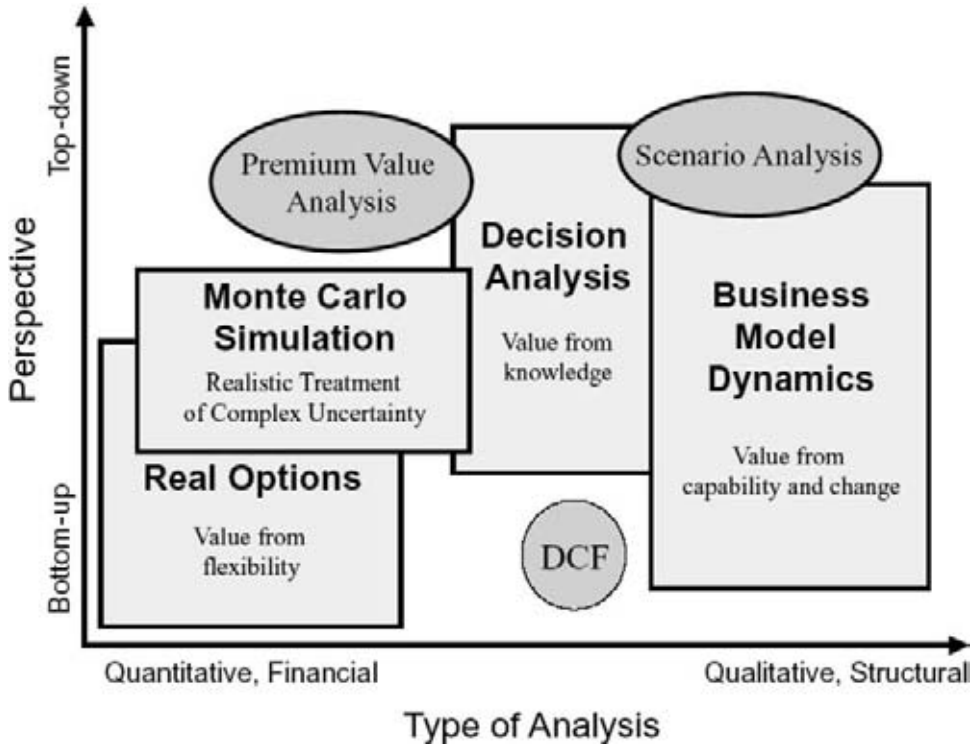 Perspective
Top-down
Bottom-up
Premium Value
Analysis
Scenario Analysis
Decision
Analysis
Value from
knowledge
Monte Carlo
Simulation
Realistic Treatment
of Complex Uncertainty
Business
Model
Dynamics
Value from
capability and change
Real Options
Value from
flexibility
DCF
Quantitative, Financial
Qualitative, Structural
Type of Analysis